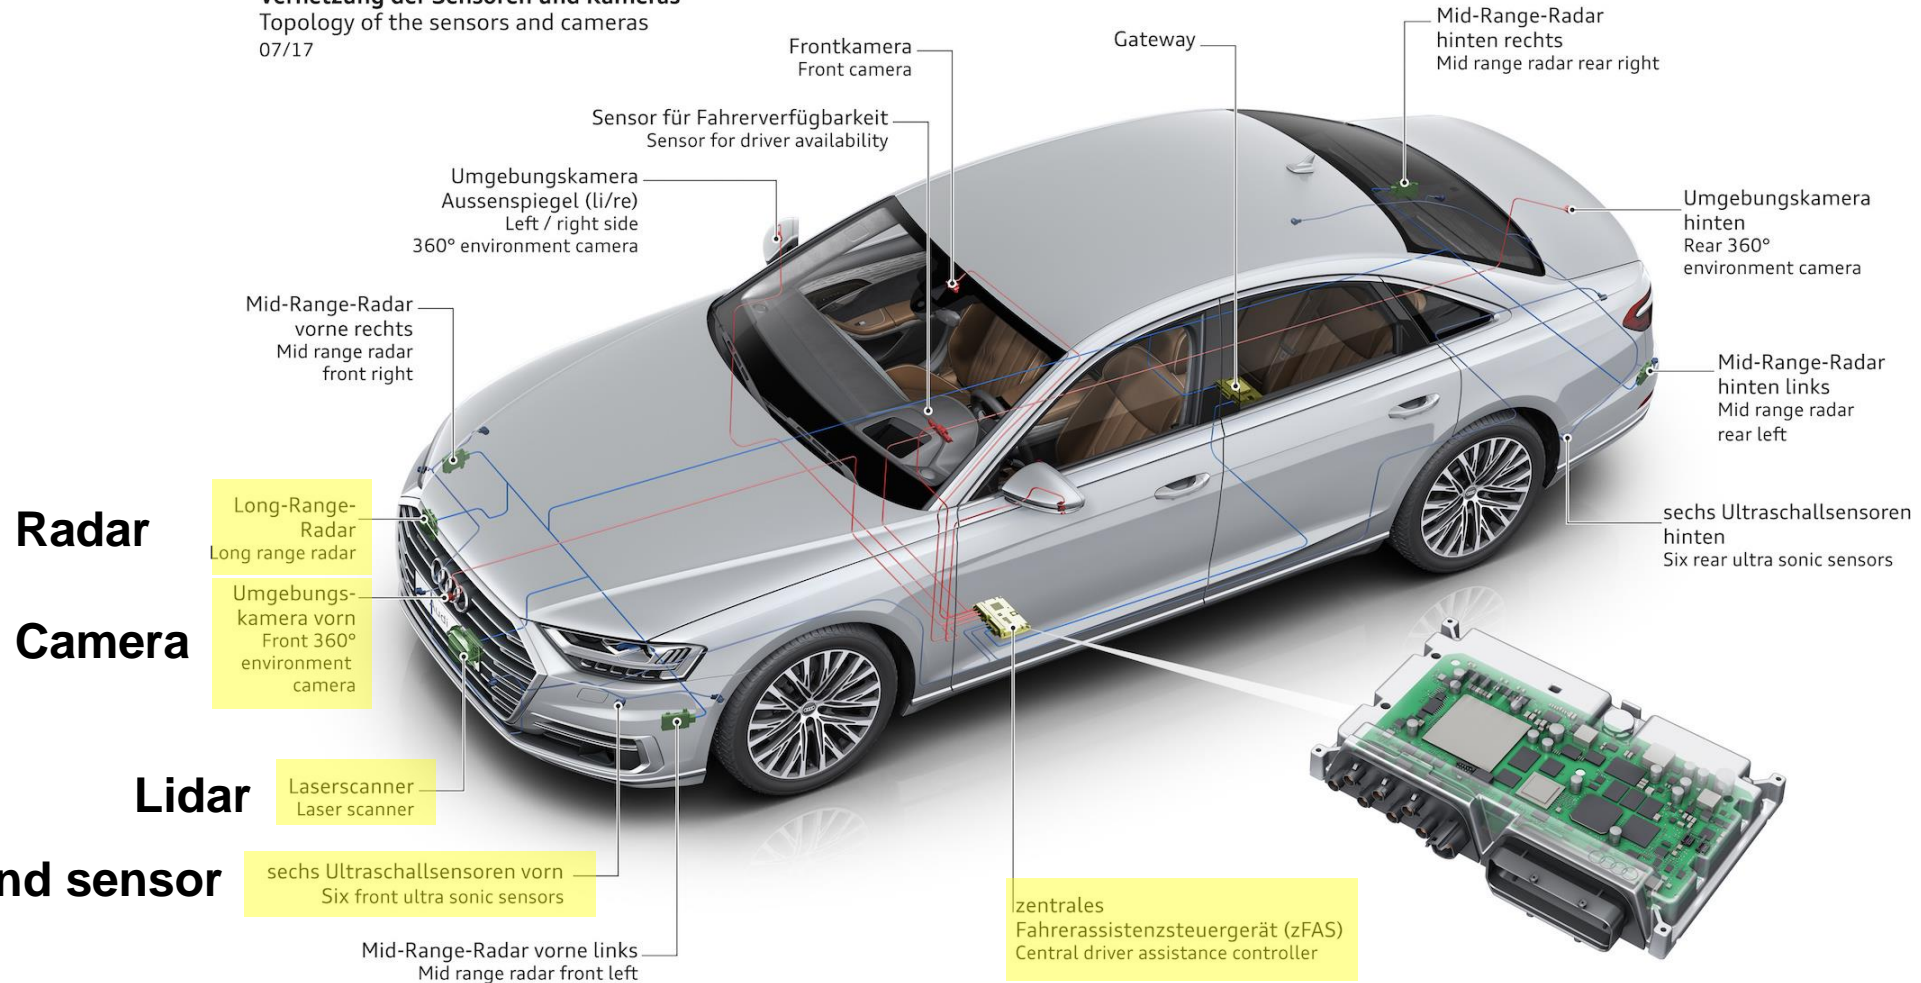 Vernetzung der Sensoren und Kameras
Topology of the sensors and cameras
07/17
Frontkamera
Front camera
Gateway
Mid-Range-Radar
hinten rechts
Mid range radar rear right
Sensor für Fahrerverfügbarkeit
Sensor for driver availability
Umgebungskamera
Aussenspiegel (li/re)
Left / right side
360° environment camera
Umgebungskamera
hinten
Rear 360°
environment camera
Mid-Range-Radar
vorne rechts
Mid range radar
front right
Mid-Range-Radar
hinten links
Mid range radar
rear left
Radar
Long-Range-
Radar
Long range radar
sechs Ultraschallsensoren
hinten
Six rear ultra sonic sensors
Camera
Umgebungs-
kamera vorn
Front 360°
environment
camera
Lidar
Laserscanner
Laser scanner
nd sensor
sechs Ultraschallsensoren vorn
Six front ultra sonic sensors
zentrales
Fahrerassistenzsteuergerät (zFAS)
Central driver assistance controller
Mid-Range-Radar vorne links
Mid range radar front left